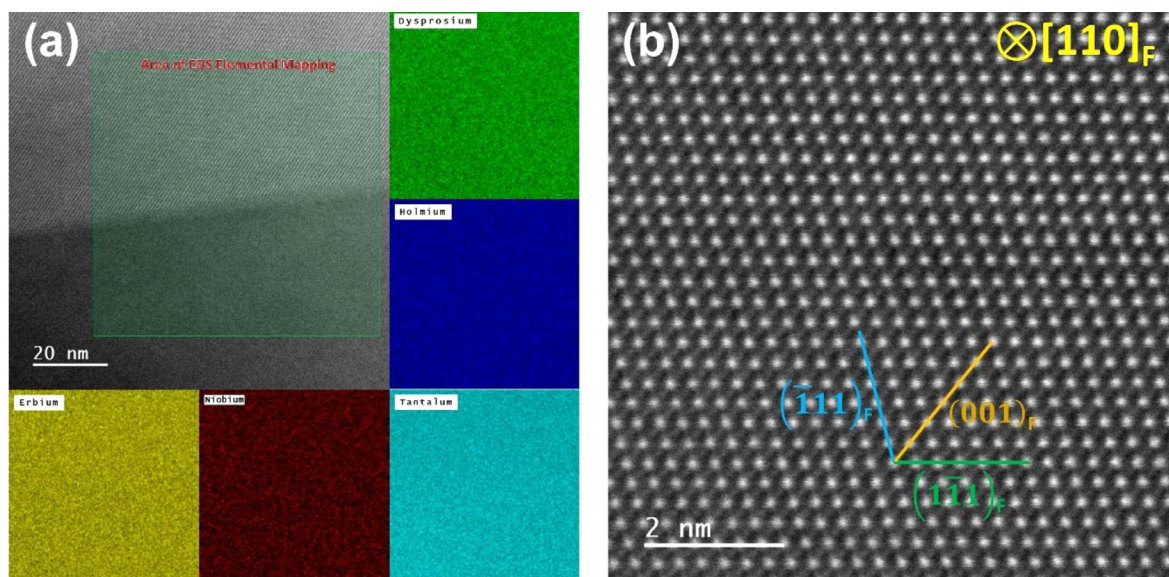 (a)
Area of EDS Elemental Mapping
20 nm
Dysprosium
Holmium
Erbium
Niobium
Tantalum
(b)
⊗[110]F
(1̅11)F
(001)F
(11̅1)F
2 nm